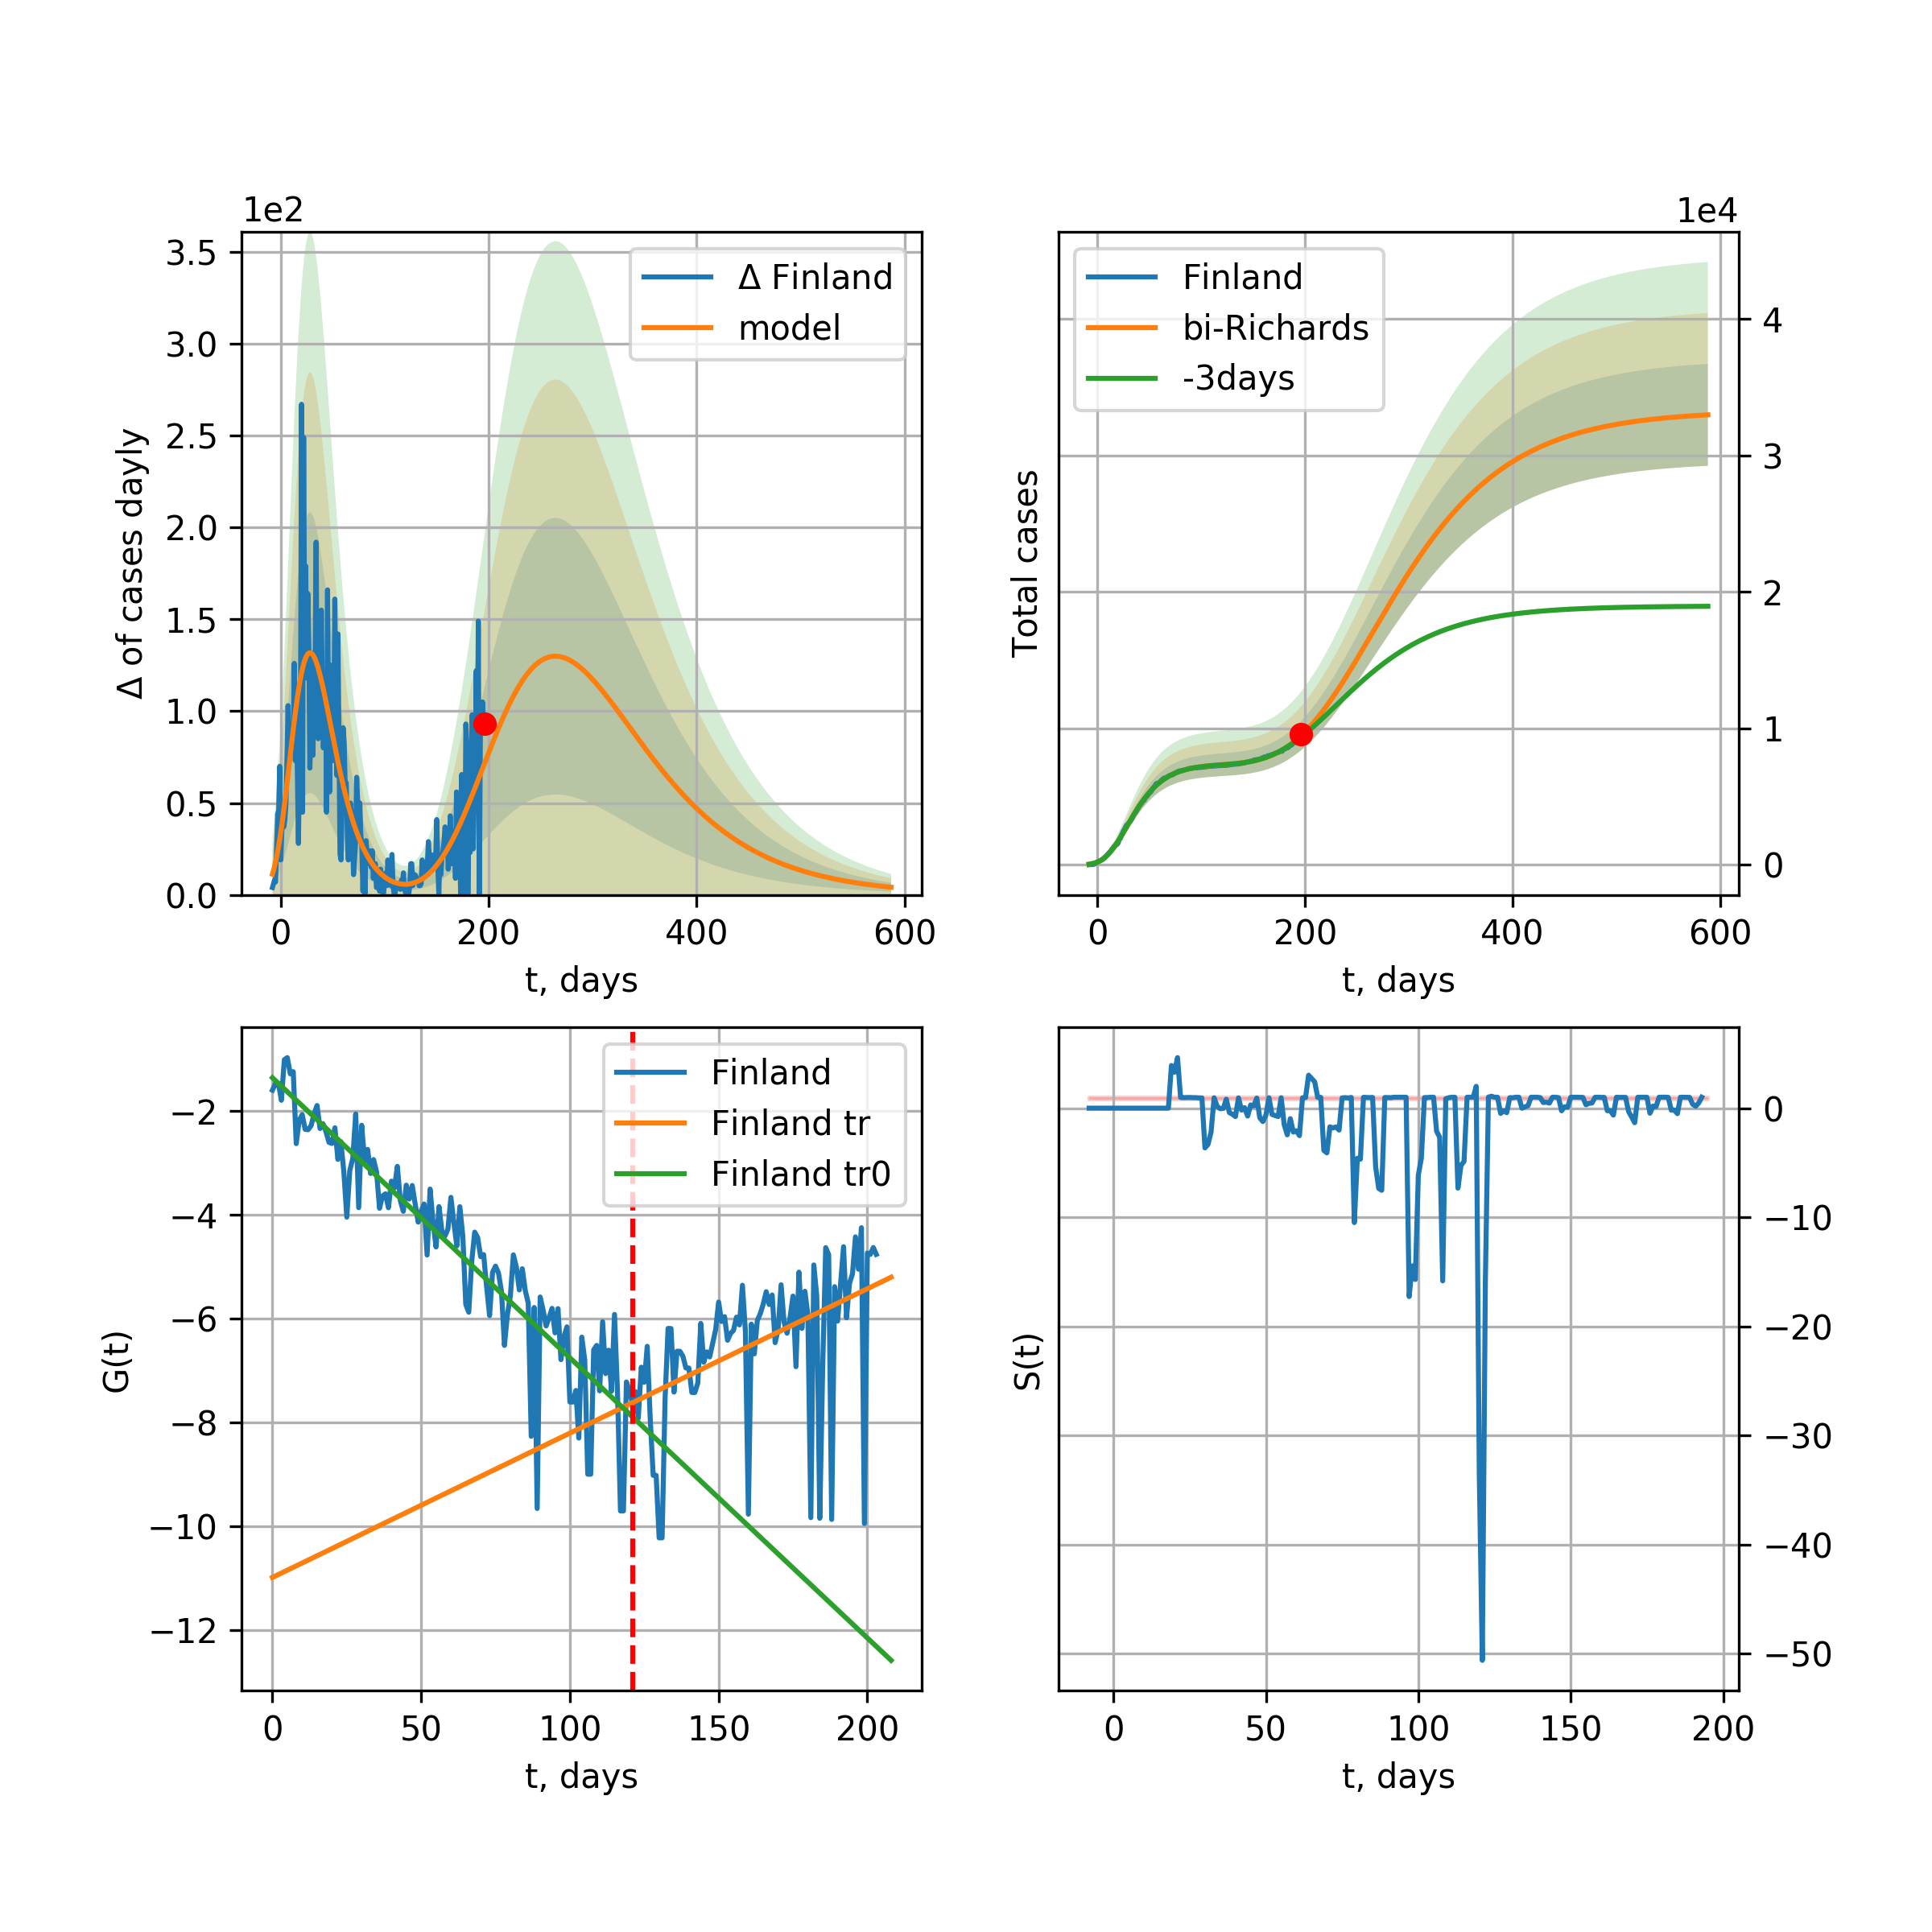 1e2
3.5
3.0
2.5
2.0
1.5
1.0
0.5
0.0
Δ of cases dayly
Δ Finland
model
0 200 400 600
t, days
1e4
Finland
bi-Richards
-3days
Total cases
4
3
2
1
0
0 200 400 600
t, days
G(t)
−2
−4
−6
−8
−10
−12
Finland
Finland tr
Finland tr0
0 50 100 150 200
t, days
S(t)
0
−10
−20
−30
−40
−50
0 50 100 150 200
t, days